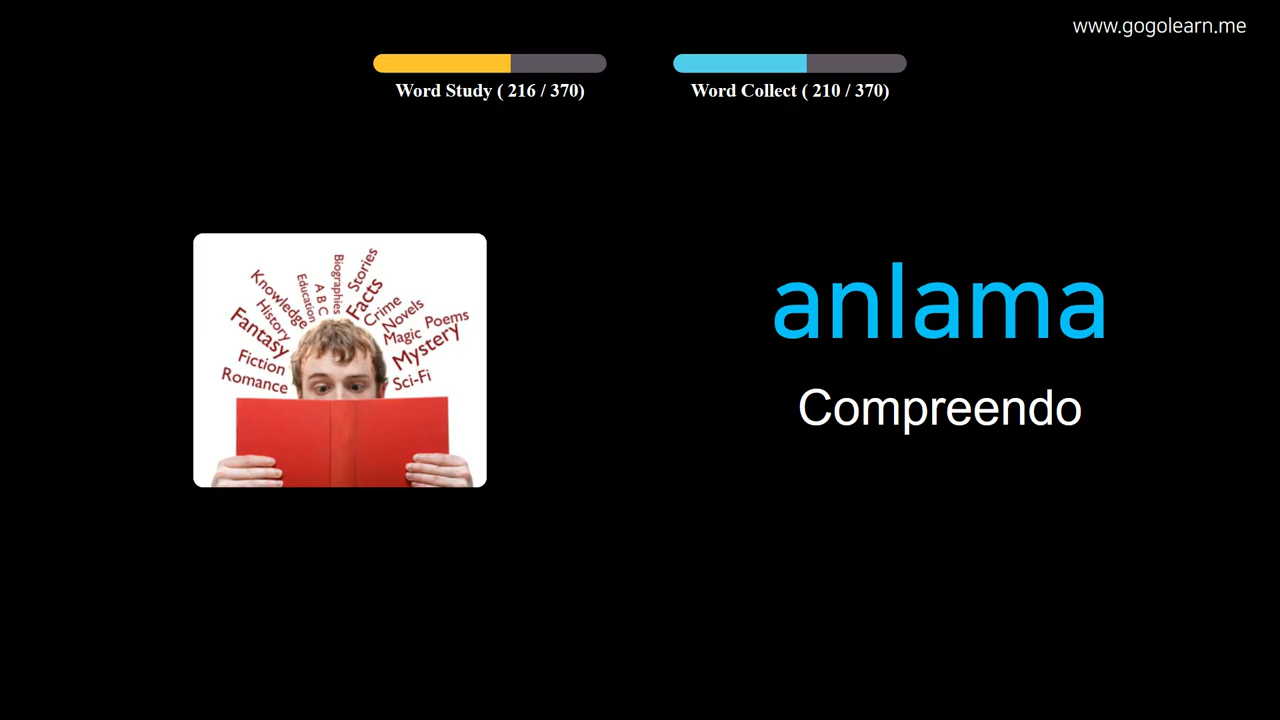 www.gogolearn.me
Word Study ( 216 / 370)
Word Collect ( 210 / 370)
anlama
Compreendo
Stories
Biographies
Facts
A B C
Education
Knowledge
Crime
History
Novels
Fantasy
Poems
Magic
Mystery
Fiction
Romance
Sci-Fi